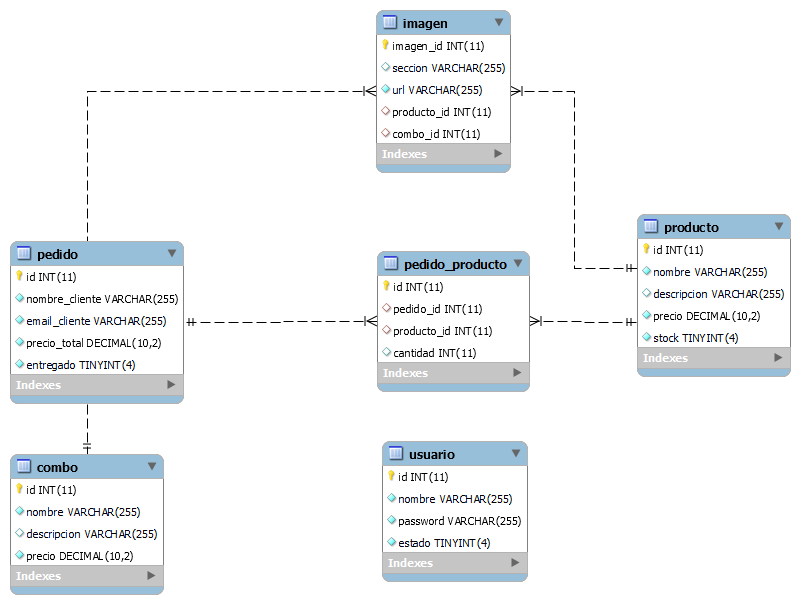 imagen
imagen_id INT(11)
seccion VARCHAR(255)
url VARCHAR(255)
producto_id INT(11)
combo_id INT(11)
Indexes
pedido
id INT(11)
nombre_cliente VARCHAR(255)
email_cliente VARCHAR(255)
precio_total DECIMAL(10,2)
entregado TINYINT(4)
Indexes
pedido_producto
id INT(11)
pedido_id INT(11)
producto_id INT(11)
cantidad INT(11)
Indexes
producto
id INT(11)
nombre VARCHAR(255)
descripcion VARCHAR(255)
precio DECIMAL(10,2)
stock TINYINT(4)
Indexes
combo
id INT(11)
nombre VARCHAR(255)
descripcion VARCHAR(255)
precio DECIMAL(10,2)
Indexes
usuario
id INT(11)
nombre VARCHAR(255)
password VARCHAR(255)
estado TINYINT(4)
Indexes